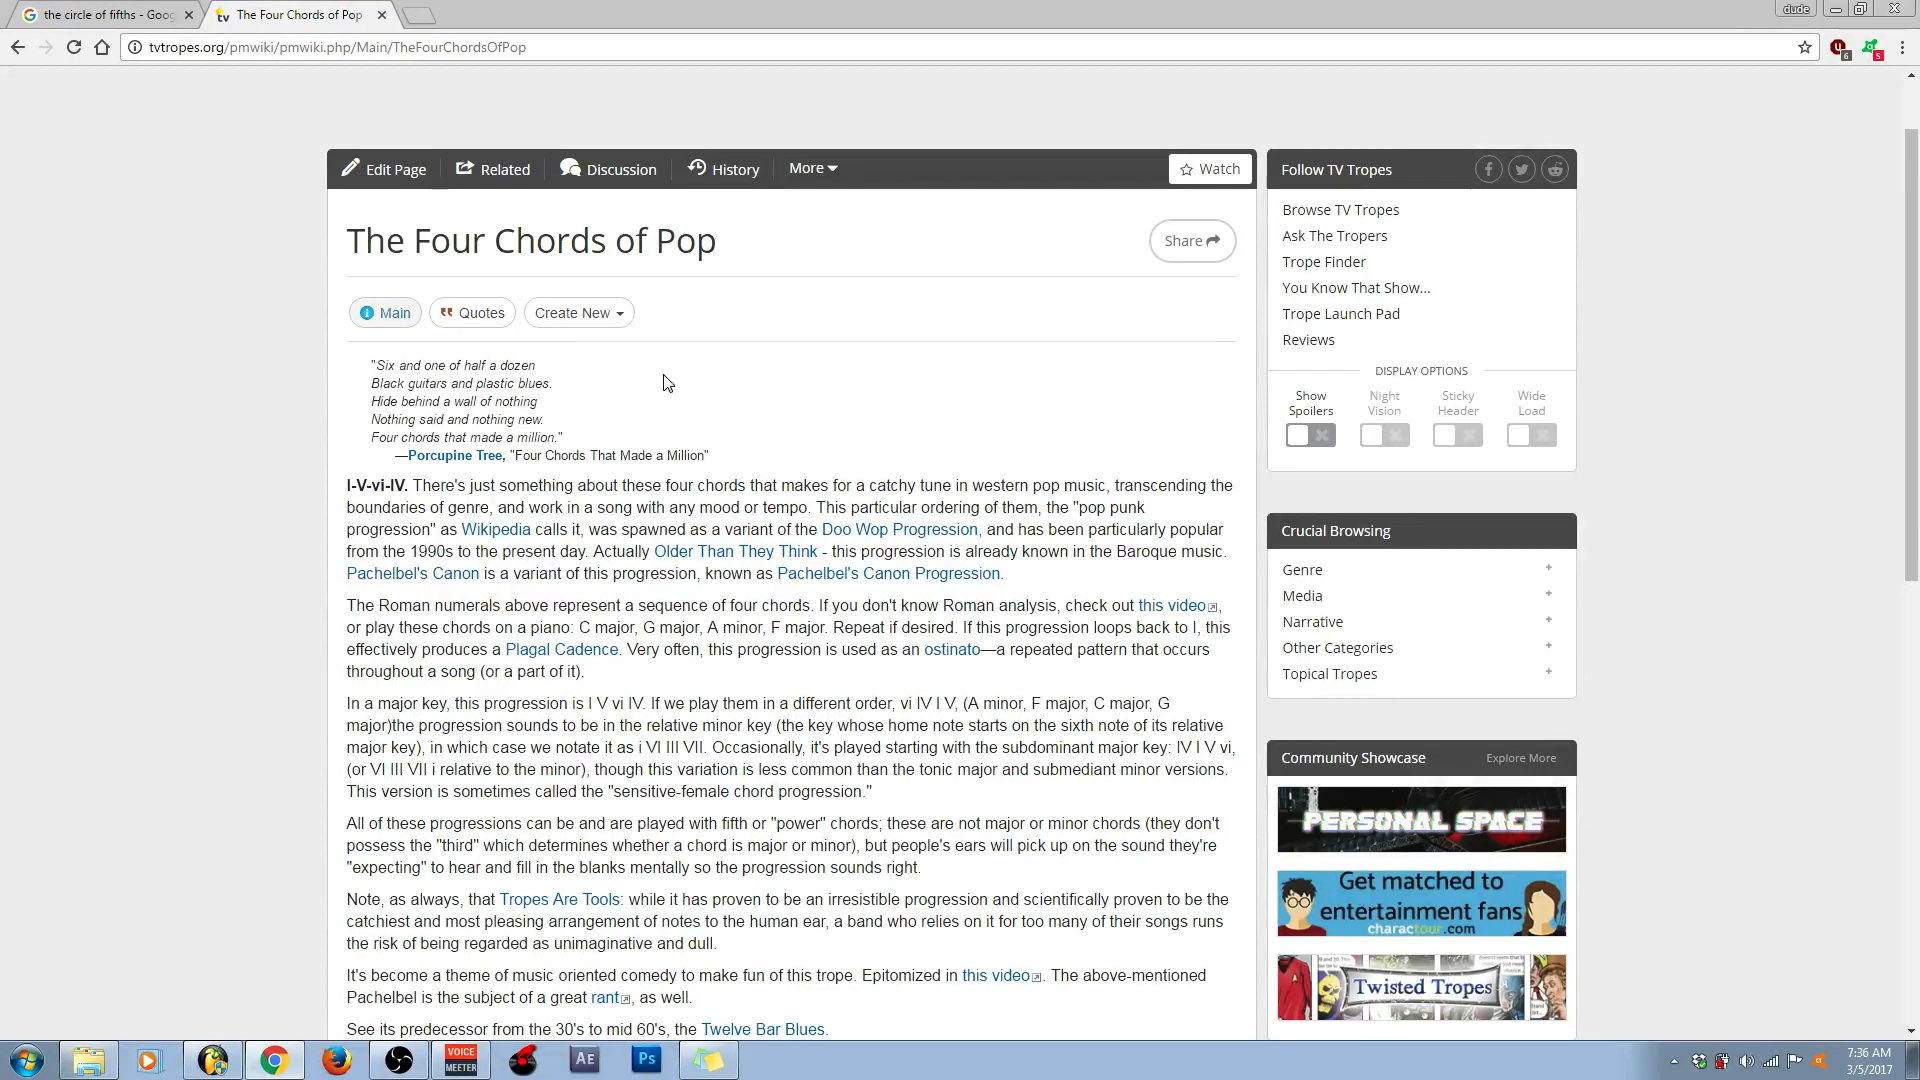 the circle of fifths - Goog
The Four Chords of Pop
dude
tvtropes.org/pmwiki/pmwiki.php/Main/TheFourChordsOfPop
6
5
Edit Page
Related
Discussion
History
More
Watch
The Four Chords of Pop
Share
Main
Quotes
Create New
"Six and one of half a dozen
Black guitars and plastic blues.
Hide behind a wall of nothing
Nothing said and nothing new.
Four chords that made a million."
—Porcupine Tree, "Four Chords That Made a Million"
I-V-vi-IV. There's just something about these four chords that makes for a catchy tune in western pop music, transcending the
boundaries of genre, and work in a song with any mood or tempo. This particular ordering of them, the "pop punk
progression" as Wikipedia calls it, was spawned as a variant of the Doo Wop Progression, and has been particularly popular
from the 1990s to the present day. Actually Older Than They Think - this progression is already known in the Baroque music.
Pachelbel's Canon is a variant of this progression, known as Pachelbel's Canon Progression.
The Roman numerals above represent a sequence of four chords. If you don't know Roman analysis, check out this video,
or play these chords on a piano: C major, G major, A minor, F major. Repeat if desired. If this progression loops back to I, this
effectively produces a Plagal Cadence. Very often, this progression is used as an ostinato—a repeated pattern that occurs
throughout a song (or a part of it).
In a major key, this progression is I V vi IV. If we play them in a different order, vi IV I V, (A minor, F major, C major, G
major)the progression sounds to be in the relative minor key (the key whose home note starts on the sixth note of its relative
major key), in which case we notate it as i VI III VII. Occasionally, it's played starting with the subdominant major key: IV I V vi,
(or VI III VII i relative to the minor), though this variation is less common than the tonic major and submediant minor versions.
This version is sometimes called the "sensitive-female chord progression."
All of these progressions can be and are played with fifth or "power" chords; these are not major or minor chords (they don't
possess the "third" which determines whether a chord is major or minor), but people's ears will pick up on the sound they're
"expecting" to hear and fill in the blanks mentally so the progression sounds right.
Note, as always, that Tropes Are Tools: while it has proven to be an irresistible progression and scientifically proven to be the
catchiest and most pleasing arrangement of notes to the human ear, a band who relies on it for too many of their songs runs
the risk of being regarded as unimaginative and dull.
It's become a theme of music oriented comedy to make fun of this trope. Epitomized in this video. The above-mentioned
Pachelbel is the subject of a great rant, as well.
See its predecessor from the 30's to mid 60's, the Twelve Bar Blues.
Follow TV Tropes
Browse TV Tropes
Ask The Tropers
Trope Finder
You Know That Show...
Trope Launch Pad
Reviews
DISPLAY OPTIONS
Show Spoilers
Night Vision
Sticky Header
Wide Load
Crucial Browsing
Genre +
Media +
Narrative +
Other Categories +
Topical Tropes +
Community Showcase
Explore More
PERSONAL SPACE
Get matched to
entertainment fans
charactour.com
Twisted Tropes
VOICE
MEETER
AE
Ps
7:36 AM
3/5/2017